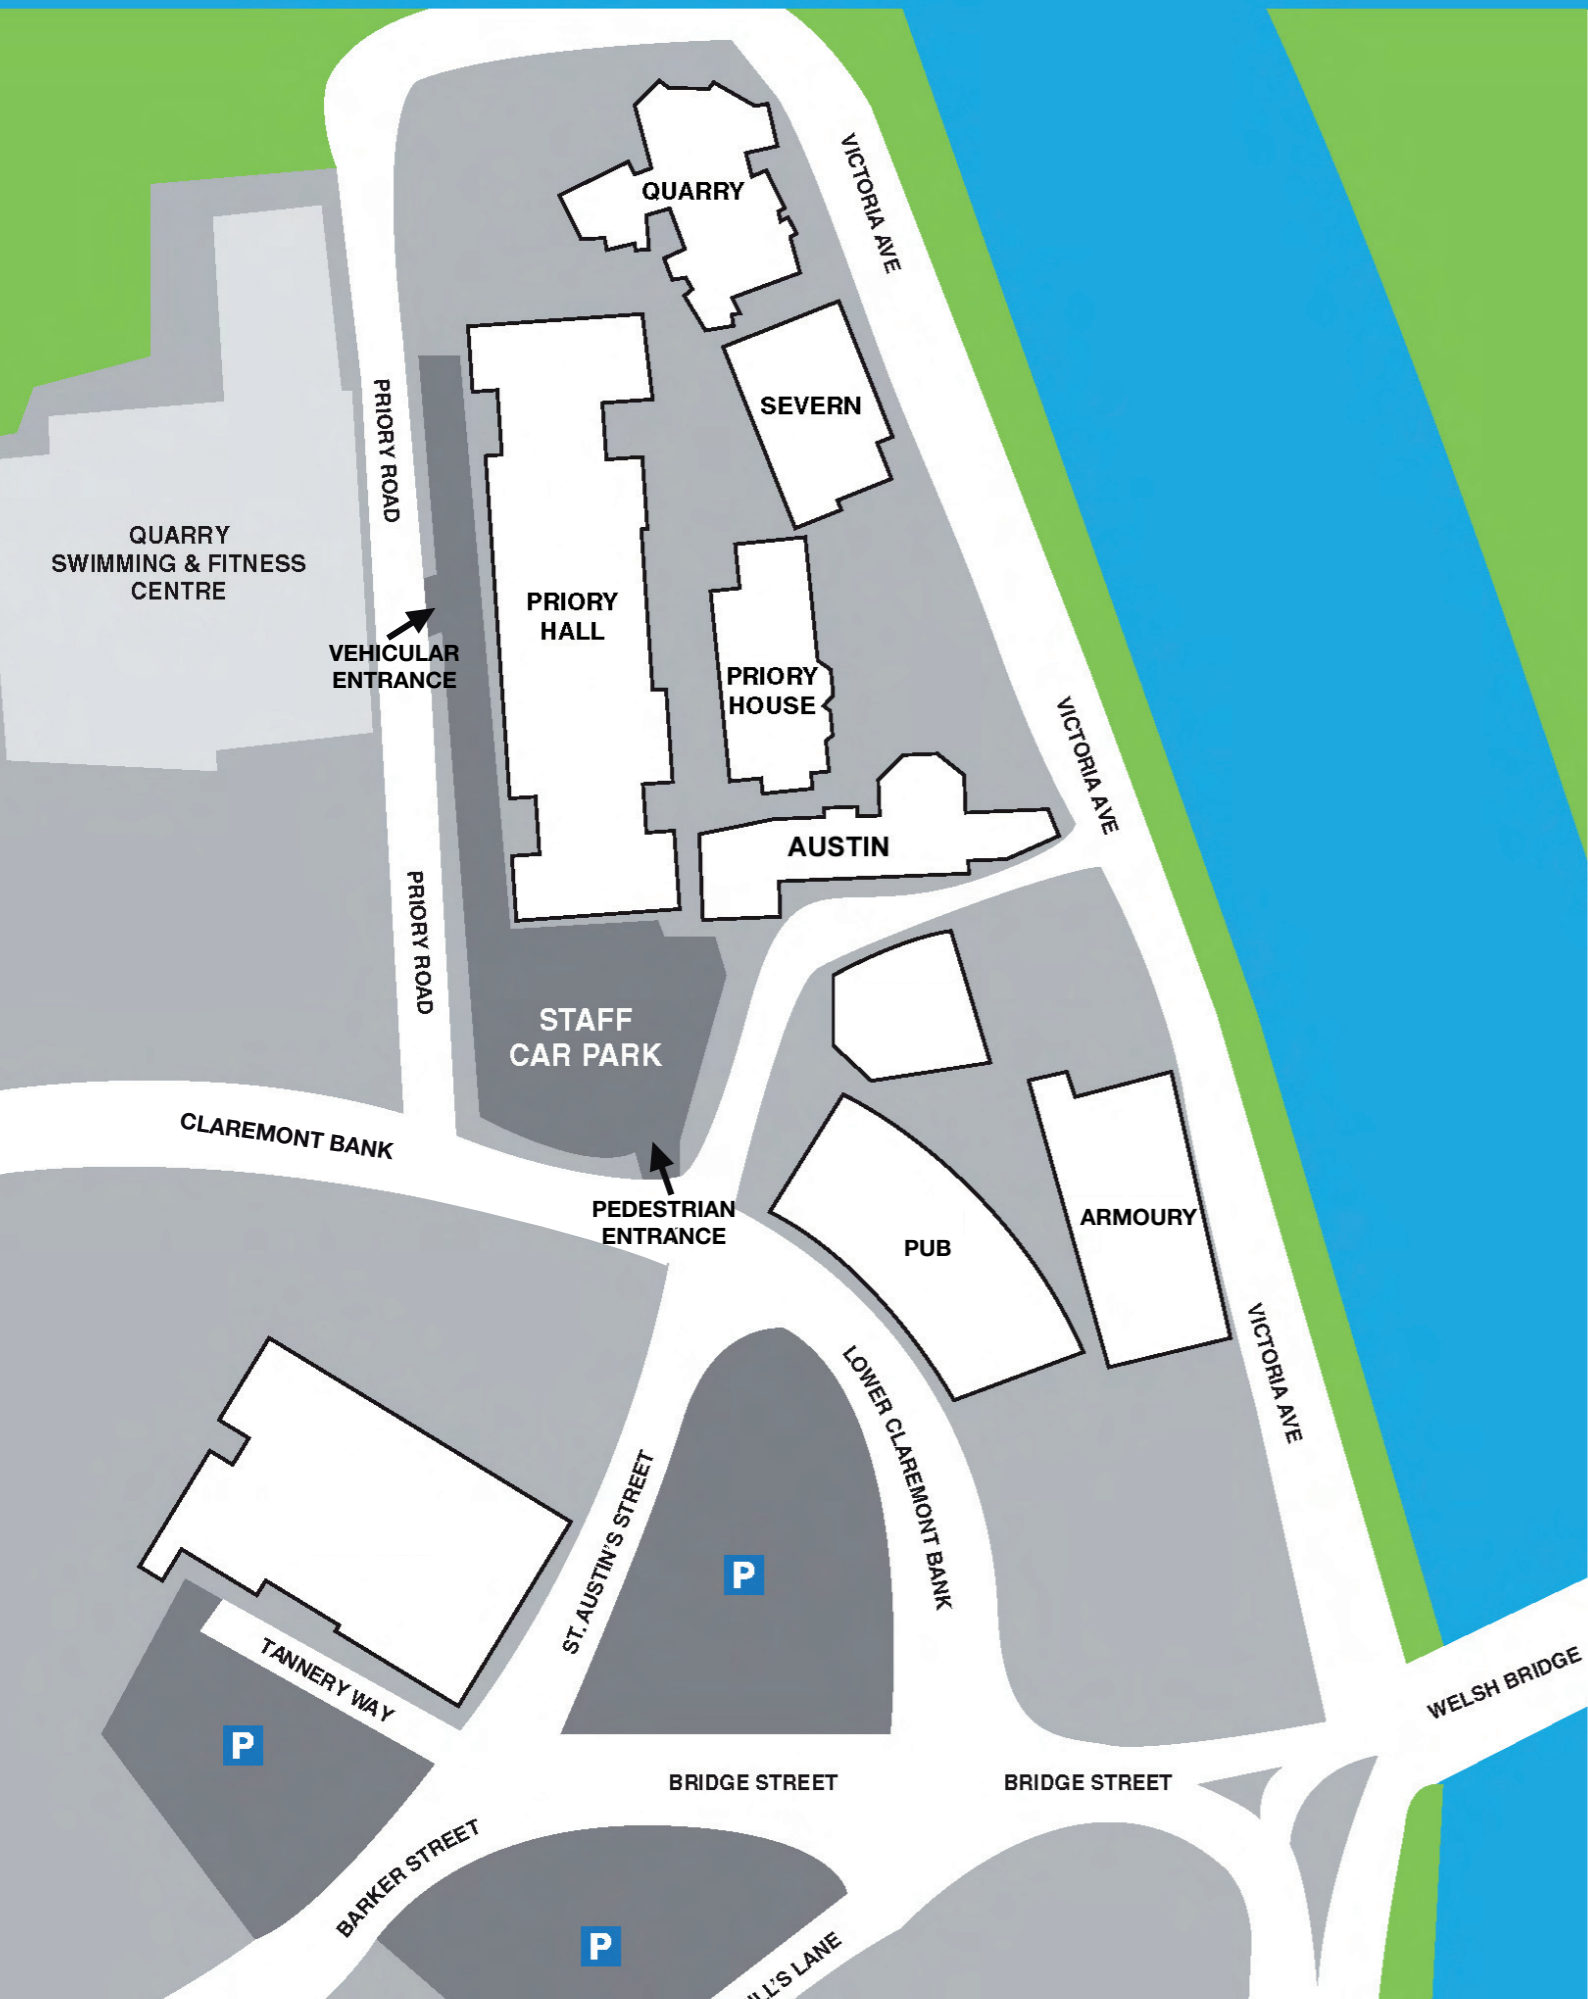 VICTORIA AVE
QUARRY
SEVERN
PRIORY ROAD
QUARRY
SWIMMING & FITNESS
CENTRE
PRIORY
HALL
VEHICULAR
ENTRANCE
PRIORY
HOUSE
VICTORIA AVE
AUSTIN
PRIORY ROAD
STAFF
CAR PARK
CLAREMONT BANK
PEDESTRIAN
ENTRANCE
ARMOURY
PUB
VICTORIA AVE
LOWER CLAREMONT BANK
ST. AUSTIN'S STREET
P
TANNERY WAY
P
WELSH BRIDGE
BRIDGE STREET
BRIDGE STREET
BARKER STREET
P
LANE